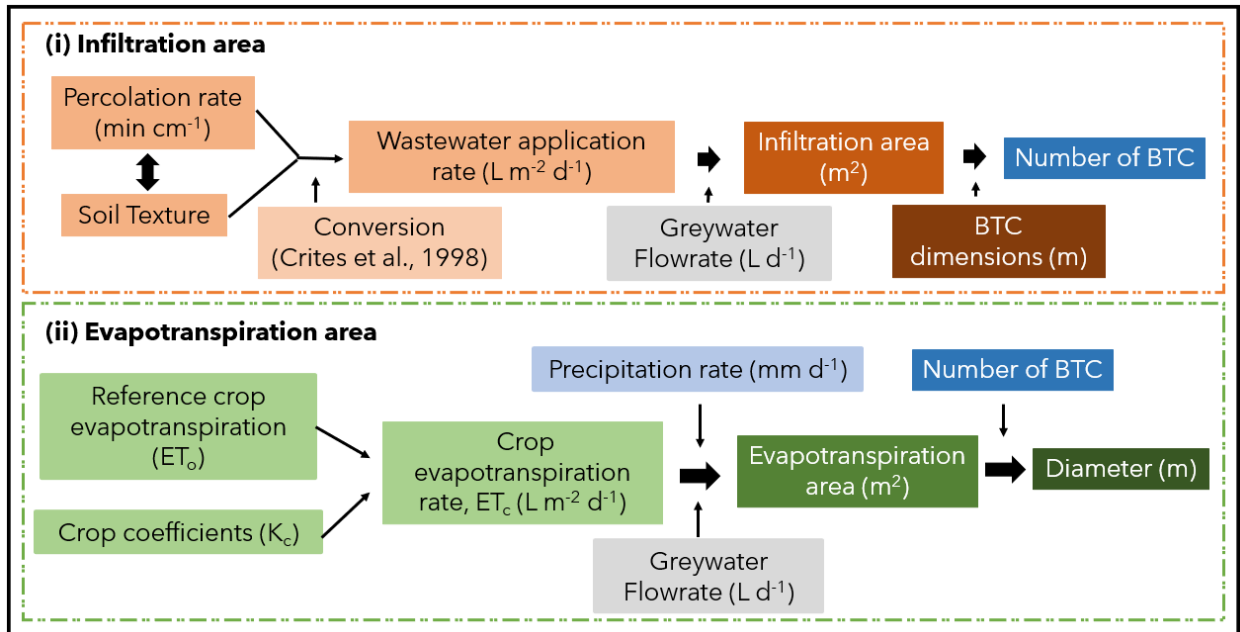 (i) Infiltration area
Percolation rate
(min cm⁻¹)
Soil Texture
Conversion
(Crites et al., 1998)
Wastewater application
rate (L m⁻² d⁻¹)
Greywater
Flowrate (L d⁻¹)
Infiltration area
(m²)
BTC
dimensions (m)
Number of BTC
(ii) Evapotranspiration area
Reference crop
evapotranspiration
(ETₒ)
Crop coefficients (K꜀)
Crop
evapotranspiration
rate, ET꜀ (L m⁻² d⁻¹)
Precipitation rate (mm d⁻¹)
Greywater
Flowrate (L d⁻¹)
Evapotranspiration
area (m²)
Number of BTC
Diameter (m)